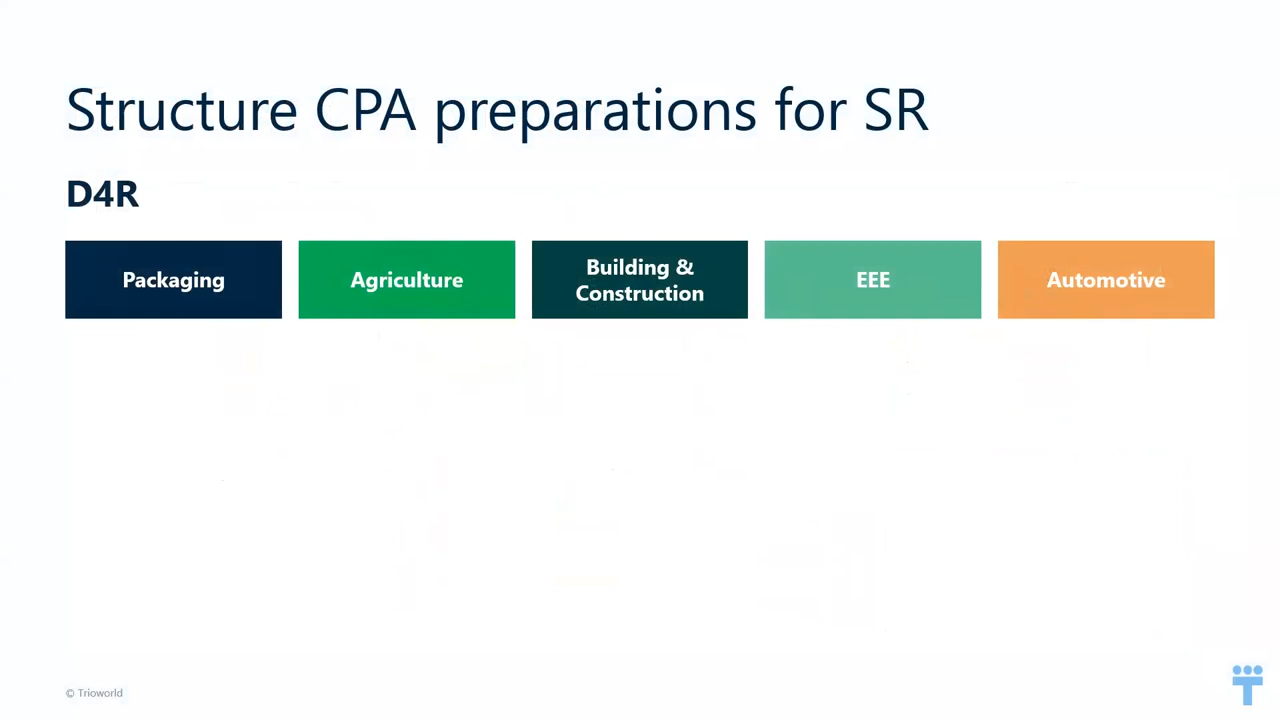 Structure CPA preparations for SR
D4R
Packaging
Agriculture
Building &
Construction
EEE
Automotive
© Trioworld